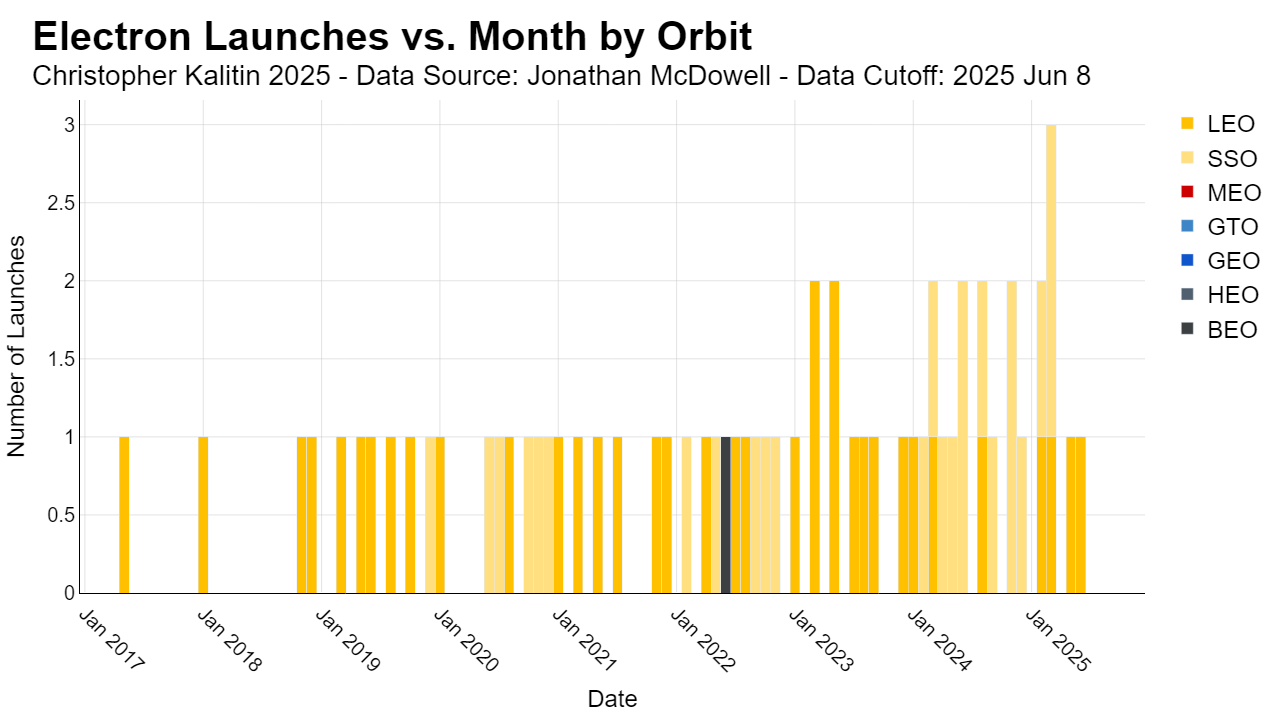 Electron Launches vs. Month by Orbit
Christopher Kalitin 2025 - Data Source: Jonathan McDowell - Data Cutoff: 2025 Jun 8
Number of Launches
3
2.5
2
1.5
1
0.5
0
Jan 2017
Jan 2018
Jan 2019
Jan 2020
Jan 2021
Jan 2022
Jan 2023
Jan 2024
Jan 2025
Date
LEO
SSO
MEO
GTO
GEO
HEO
BEO